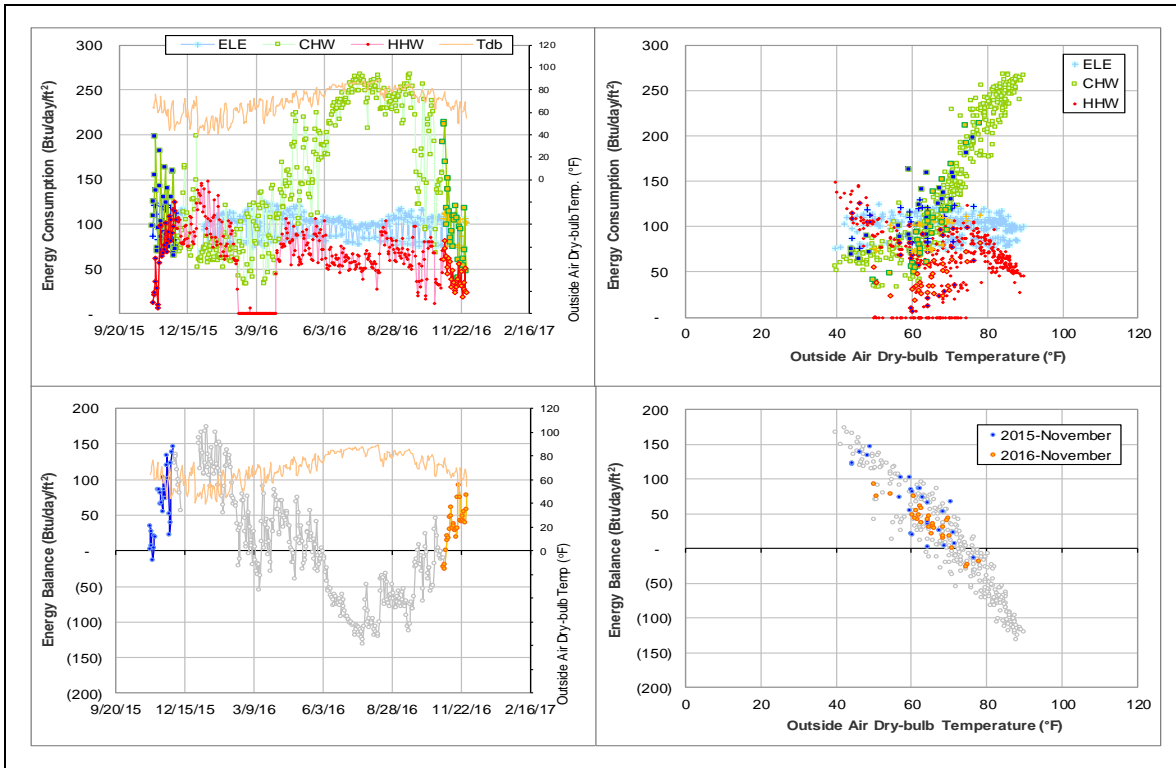 ELE CHW HHW Tdb
Energy Consumption (Btu/day/ft²)
300
250
200
150
100
50
-
120
100
80
60
40
20
0
Outside Air Dry-bulb Temp. (°F)
9/20/15 12/15/15 3/9/16 6/3/16 8/28/16 11/22/16 2/16/17
Energy Consumption (Btu/day/ft²)
300
250
200
150
100
50
-
ELE
CHW
HHW
0 20 40 60 80 100 120
Outside Air Dry-bulb Temperature (°F)
Energy Balance (Btu/day/ft²)
200
150
100
50
-
(50)
(100)
(150)
(200)
120
100
80
60
40
20
0
Outside Air Dry-bulb Temp (°F)
9/20/15 12/15/15 3/9/16 6/3/16 8/28/16 11/22/16 2/16/17
Energy Balance (Btu/day/ft²)
200
150
100
50
-
(50)
(100)
(150)
(200)
2015-November
2016-November
0 20 40 60 80 100 120
Outside Air Dry-bulb Temperature (°F)